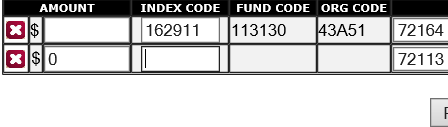 AMOUNT INDEX CODE FUND CODE ORG CODE
$ 162911 113130 43A51 72164
$ 0 72113